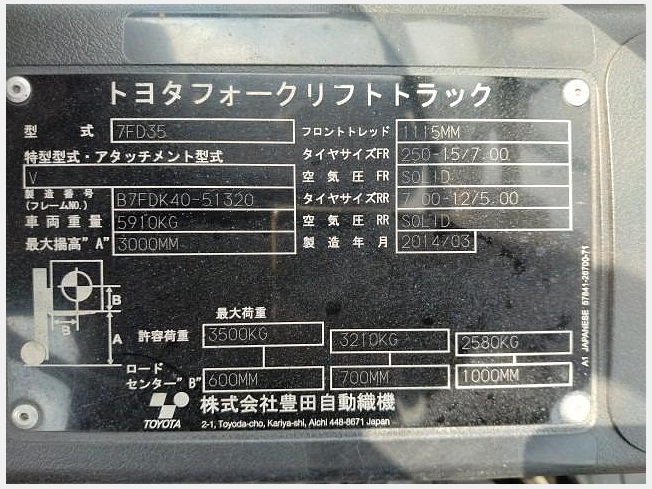 トヨタフォークリフトトラック
型 式 7FD35 フロントトレッド 1115MM
特型型式・アタッチメント型式 タイヤサイズFR 250-15/7.00
V 空気圧 FR SOLID
製造番号 (フレームNO.) B7FDK40-51320 タイヤサイズRR 7.00-12/5.00
車両重量 5910KG 空気圧 RR SOLID
最大揚高"A" 3000MM 製造年月 2014/03
最大荷重
許容荷重 3500KG 3210KG 2580KG
ロードセンター"B" 600MM 700MM 1000MM
B
B
A
TOYOTA
株式会社豊田自動織機
2-1, Toyoda-cho, Kariya-shi, Aichi 448-8671 Japan
A1 JAPANESE 57841-26700-71